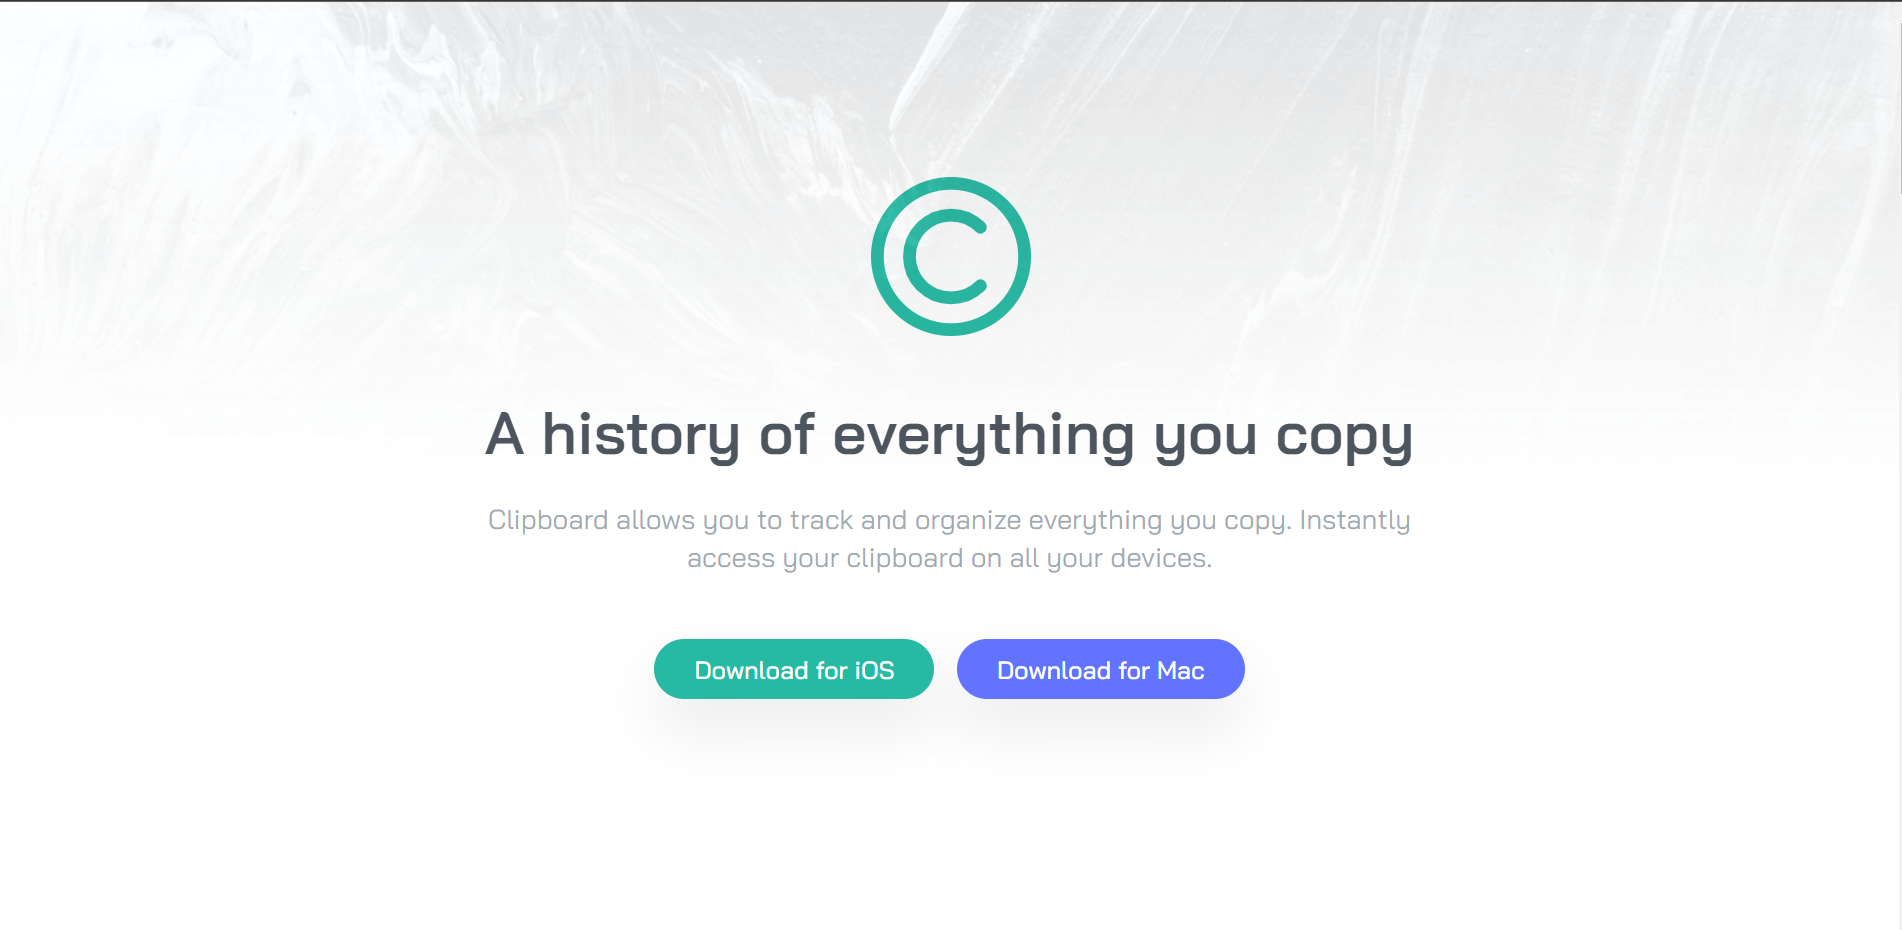 A history of everything you copy
Clipboard allows you to track and organize everything you copy. Instantly
access your clipboard on all your devices.
Download for iOS
Download for Mac